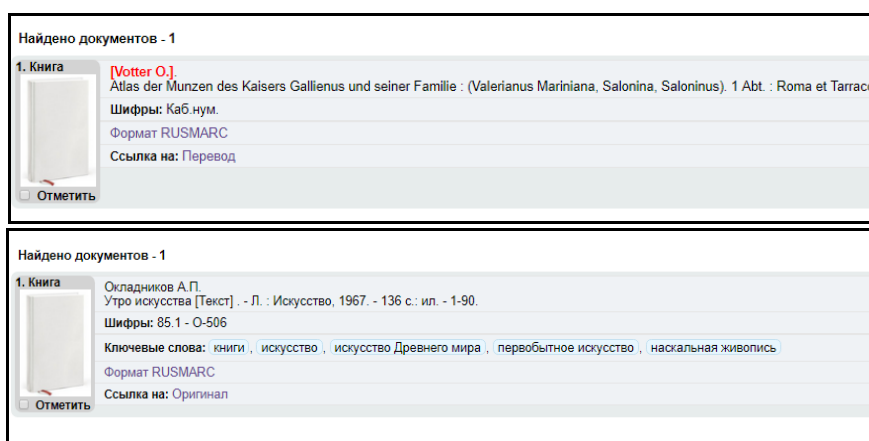 Найдено документов - 1
1. Книга
[Votter O.].
Atlas der Munzen des Kaisers Gallienus und seiner Familie : (Valerianus Mariniana, Salonina, Saloninus). 1 Abt. : Roma et Tarrac
Шифры: Каб.нум.
Формат RUSMARC
Ссылка на: Перевод
Отметить
Найдено документов - 1
1. Книга
Окладников А.П.
Утро искусства [Текст] . - Л. : Искусство, 1967. - 136 с.: ил. - 1-90.
Шифры: 85.1 - О-506
Ключевые слова: книги , искусство , искусство Древнего мира , первобытное искусство , наскальная живопись
Формат RUSMARC
Ссылка на: Оригинал
Отметить